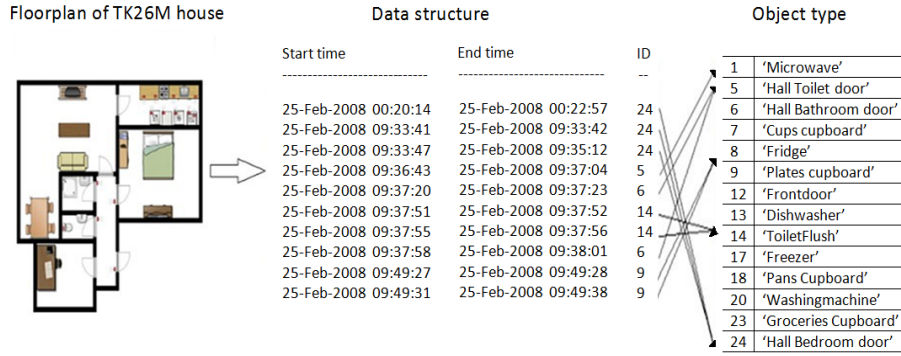 Floorplan of TK26M house
Data structure
Object type
Start time End time ID
---------------------------- ---------------------------- --
25-Feb-2008 00:20:14 25-Feb-2008 00:22:57 24
25-Feb-2008 09:33:41 25-Feb-2008 09:33:42 24
25-Feb-2008 09:33:47 25-Feb-2008 09:35:12 24
25-Feb-2008 09:36:43 25-Feb-2008 09:37:04 5
25-Feb-2008 09:37:20 25-Feb-2008 09:37:23 6
25-Feb-2008 09:37:51 25-Feb-2008 09:37:52 14
25-Feb-2008 09:37:55 25-Feb-2008 09:37:56 14
25-Feb-2008 09:37:58 25-Feb-2008 09:38:01 6
25-Feb-2008 09:49:27 25-Feb-2008 09:49:28 9
25-Feb-2008 09:49:31 25-Feb-2008 09:49:38 9
1 'Microwave'
5 'Hall Toilet door'
6 'Hall Bathroom door'
7 'Cups cupboard'
8 'Fridge'
9 'Plates cupboard'
12 'Frontdoor'
13 'Dishwasher'
14 'ToiletFlush'
17 'Freezer'
18 'Pans Cupboard'
20 'Washingmachine'
23 'Groceries Cupboard'
24 'Hall Bedroom door'